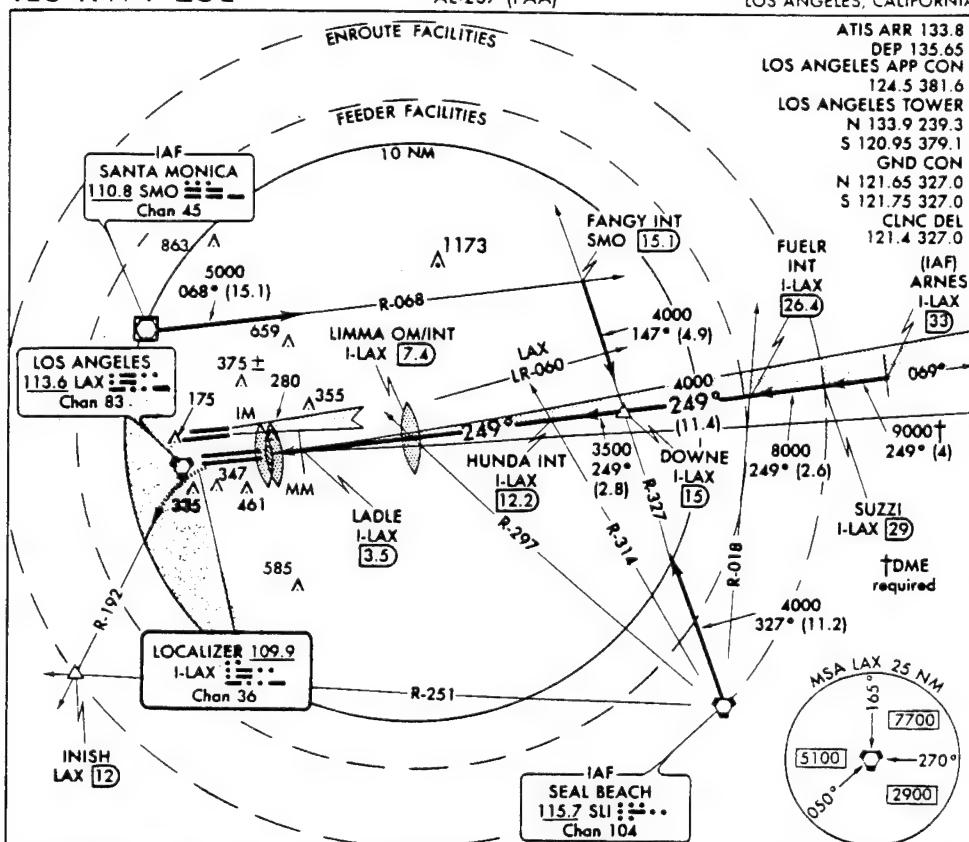 AL-237 (FAA)
LOS ANGELES, CALIFORNIA
ENROUTE FACILITIES
FEEDER FACILITIES
10 NM
ATIS ARR 133.8
DEP 135.65
LOS ANGELES APP CON
124.5 381.6
LOS ANGELES TOWER
N 133.9 239.3
S 120.95 379.1
GND CON
N 121.65 327.0
S 121.75 327.0
CLNC DEL
121.4 327.0
IAF
SANTA MONICA
110.8 SMO
Chan 45
863
1173
5000
068° (15.1)
R-068
659
FANGY INT
SMO 15.1
FUELR
INT
I-LAX
26.4
(IAF)
ARNES
I-LAX
33
4000
147° (4.9)
LIMMA OM/INT
I-LAX 7.4
LAX
LR-060
LOS ANGELES
113.6 LAX
Chan 83
375 ±
280
355
175
IM
4000
069°
249°
249°
(11.4)
3500
249°
(2.8)
8000
249° (2.6)
9000†
249° (4)
HUNDA INT
I-LAX
12.2
DOWNE
I-LAX
15
347
335
461
MM
LADLE
I-LAX
3.5
SUZZI
I-LAX 29
†DME
required
R-297
R-314
R-327
R-018
585
R-192
4000
327° (11.2)
LOCALIZER 109.9
I-LAX
Chan 36
R-251
INISH
LAX 12
IAF
SEAL BEACH
115.7 SLI
Chan 104
MSA LAX 25 NM
165°
7700
5100
270°
050°
2900